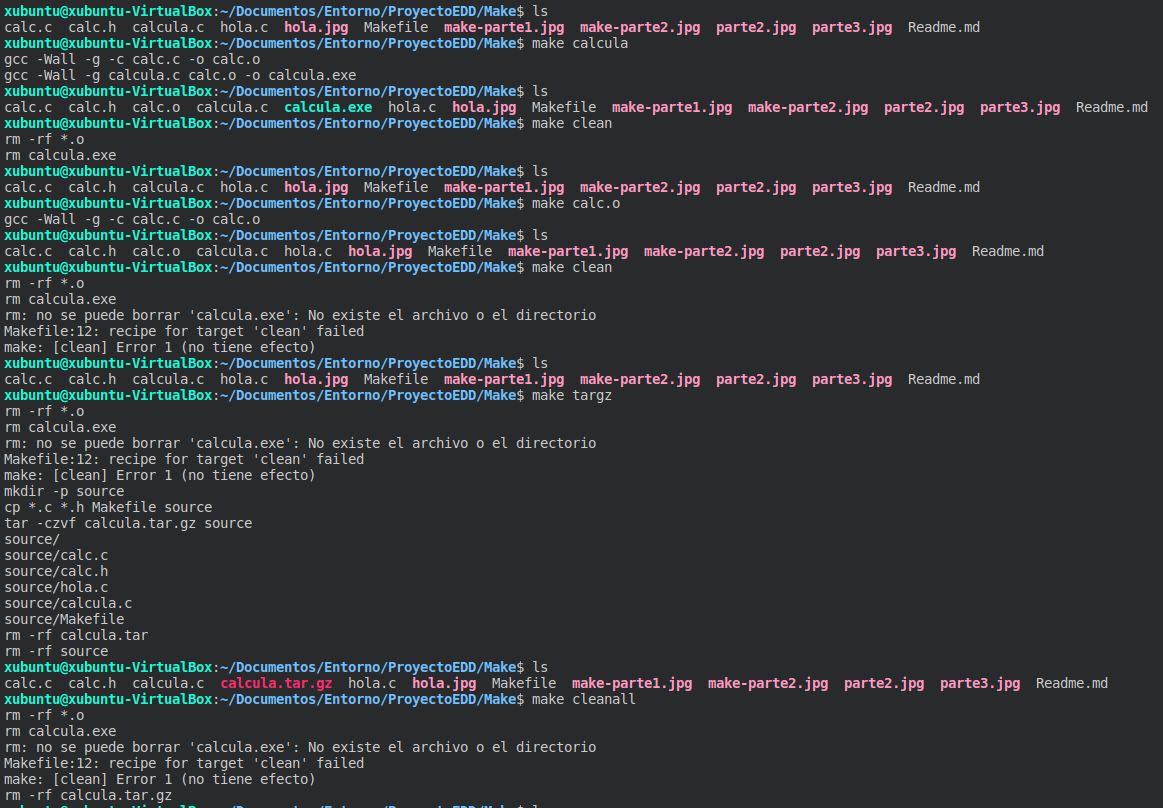 xubuntu@xubuntu-VirtualBox:~/Documentos/Entorno/ProyectoEDD/Make$ ls
calc.c  calc.h  calcula.c  hola.c  hola.jpg  Makefile  make-parte1.jpg  make-parte2.jpg  parte2.jpg  parte3.jpg  Readme.md
xubuntu@xubuntu-VirtualBox:~/Documentos/Entorno/ProyectoEDD/Make$ make calcula
gcc -Wall -g -c calc.c -o calc.o
gcc -Wall -g calcula.c calc.o -o calcula.exe
xubuntu@xubuntu-VirtualBox:~/Documentos/Entorno/ProyectoEDD/Make$ ls
calc.c  calc.h  calc.o  calcula.c  calcula.exe  hola.c  hola.jpg  Makefile  make-parte1.jpg  make-parte2.jpg  parte2.jpg  parte3.jpg  Readme.md
xubuntu@xubuntu-VirtualBox:~/Documentos/Entorno/ProyectoEDD/Make$ make clean
rm -rf *.o
rm calcula.exe
xubuntu@xubuntu-VirtualBox:~/Documentos/Entorno/ProyectoEDD/Make$ ls
calc.c  calc.h  calcula.c  hola.c  hola.jpg  Makefile  make-parte1.jpg  make-parte2.jpg  parte2.jpg  parte3.jpg  Readme.md
xubuntu@xubuntu-VirtualBox:~/Documentos/Entorno/ProyectoEDD/Make$ make calc.o
gcc -Wall -g -c calc.c -o calc.o
xubuntu@xubuntu-VirtualBox:~/Documentos/Entorno/ProyectoEDD/Make$ ls
calc.c  calc.h  calc.o  calcula.c  hola.c  hola.jpg  Makefile  make-parte1.jpg  make-parte2.jpg  parte2.jpg  parte3.jpg  Readme.md
xubuntu@xubuntu-VirtualBox:~/Documentos/Entorno/ProyectoEDD/Make$ make clean
rm -rf *.o
rm calcula.exe
rm: no se puede borrar 'calcula.exe': No existe el archivo o el directorio
Makefile:12: recipe for target 'clean' failed
make: [clean] Error 1 (no tiene efecto)
xubuntu@xubuntu-VirtualBox:~/Documentos/Entorno/ProyectoEDD/Make$ ls
calc.c  calc.h  calcula.c  hola.c  hola.jpg  Makefile  make-parte1.jpg  make-parte2.jpg  parte2.jpg  parte3.jpg  Readme.md
xubuntu@xubuntu-VirtualBox:~/Documentos/Entorno/ProyectoEDD/Make$ make targz
rm -rf *.o
rm calcula.exe
rm: no se puede borrar 'calcula.exe': No existe el archivo o el directorio
Makefile:12: recipe for target 'clean' failed
make: [clean] Error 1 (no tiene efecto)
mkdir -p source
cp *.c *.h Makefile source
tar -czvf calcula.tar.gz source
source/
source/calc.c
source/calc.h
source/hola.c
source/calcula.c
source/Makefile
rm -rf calcula.tar
rm -rf source
xubuntu@xubuntu-VirtualBox:~/Documentos/Entorno/ProyectoEDD/Make$ ls
calc.c  calc.h  calcula.c  calcula.tar.gz  hola.c  hola.jpg  Makefile  make-parte1.jpg  make-parte2.jpg  parte2.jpg  parte3.jpg  Readme.md
xubuntu@xubuntu-VirtualBox:~/Documentos/Entorno/ProyectoEDD/Make$ make cleanall
rm -rf *.o
rm calcula.exe
rm: no se puede borrar 'calcula.exe': No existe el archivo o el directorio
Makefile:12: recipe for target 'clean' failed
make: [clean] Error 1 (no tiene efecto)
rm -rf calcula.tar.gz